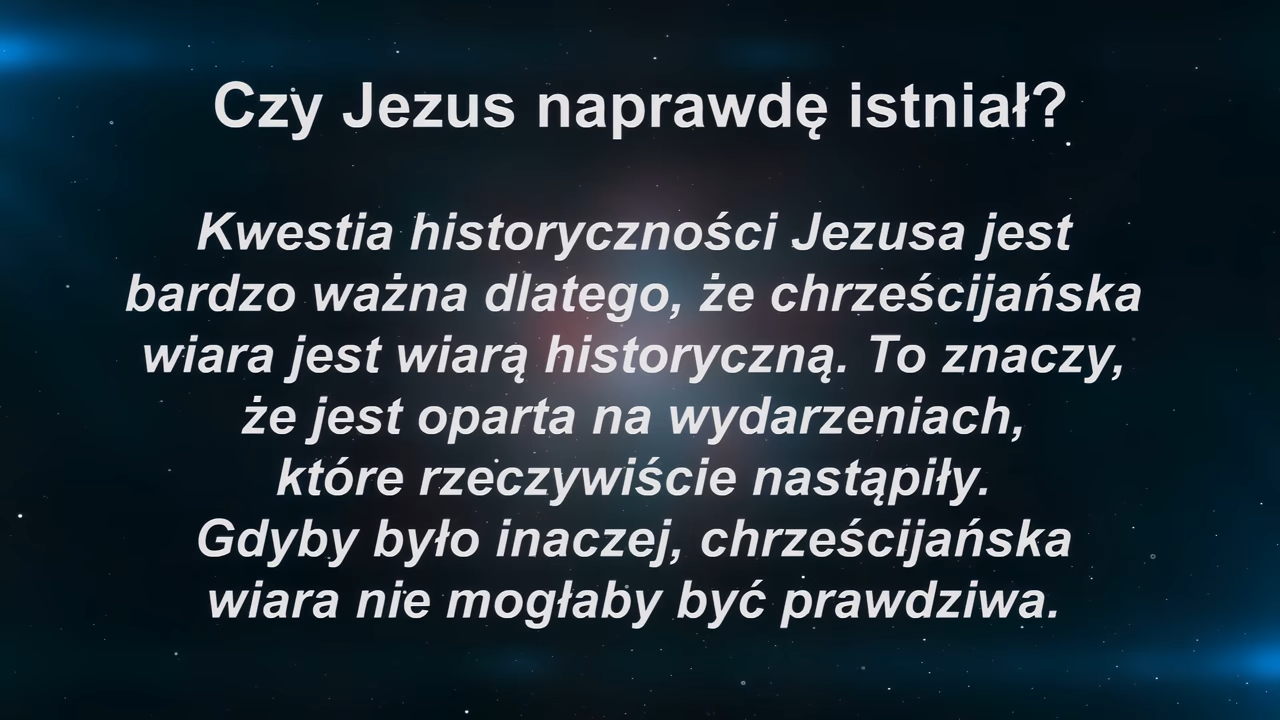 Czy Jezus naprawdę istniał?
Kwestia historyczności Jezusa jest
bardzo ważna dlatego, że chrześcijańska
wiara jest wiarą historyczną. To znaczy,
że jest oparta na wydarzeniach,
które rzeczywiście nastąpiły.
Gdyby było inaczej, chrześcijańska
wiara nie mogłaby być prawdziwa.